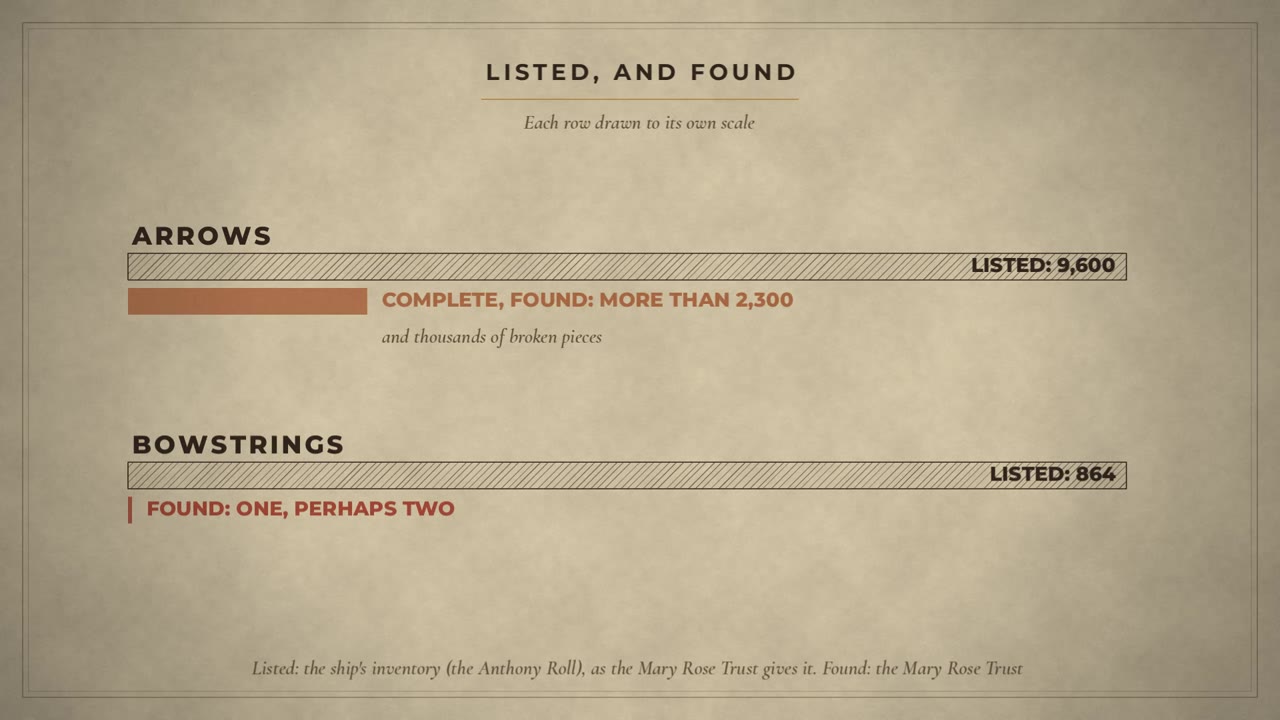 LISTED, AND FOUND
Each row drawn to its own scale
ARROWS
LISTED: 9,600
COMPLETE, FOUND: MORE THAN 2,300
and thousands of broken pieces
BOWSTRINGS
LISTED: 864
FOUND: ONE, PERHAPS TWO
Listed: the ship's inventory (the Anthony Roll), as the Mary Rose Trust gives it. Found: the Mary Rose Trust